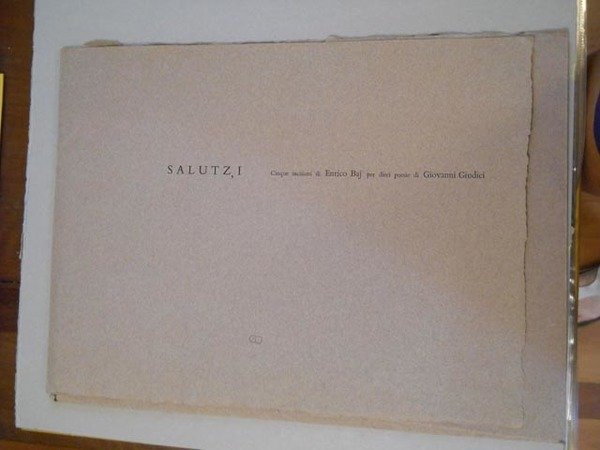 SALUTZ,I Cinque incisioni di Enrico Baj per dieci poesie di Giovanni Giudici